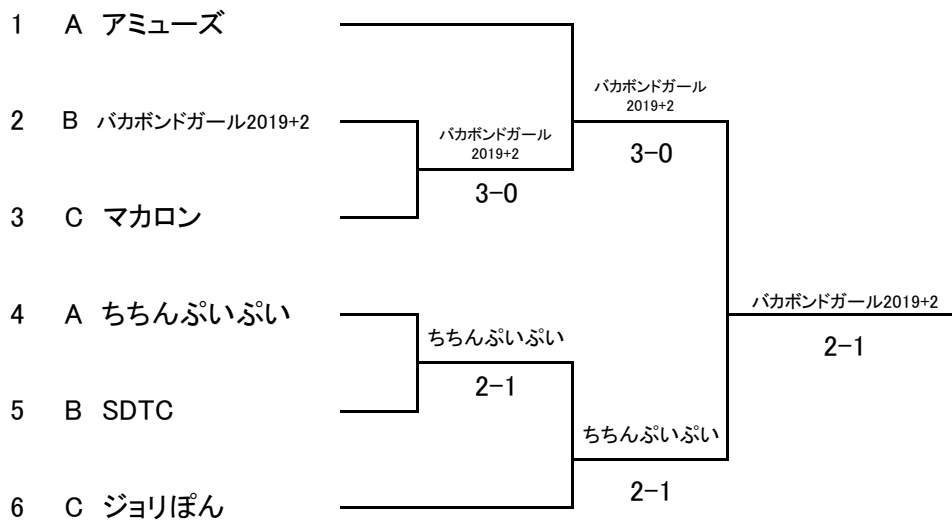 1 A アミューズ
2 B バカボンドガール2019+2
3 C マカロン
4 A ちちんぷいぷい
5 B SDTC
6 C ジョリぽん
バカボンドガール
2019+2
3-0
ちちんぷいぷい
2-1
バカボンドガール
2019+2
3-0
ちちんぷいぷい
2-1
バカボンドガール2019+2
2-1